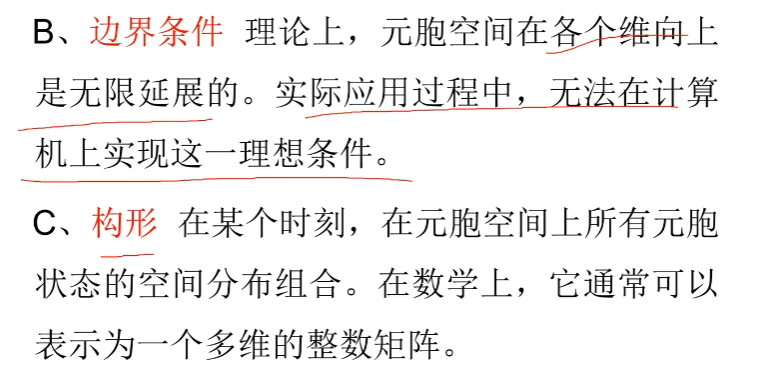 B、边界条件 理论上，元胞空间在各个维向上
是无限延展的。实际应用过程中，无法在计算
机上实现这一理想条件。
C、构形 在某个时刻，在元胞空间上所有元胞
状态的空间分布组合。在数学上，它通常可以
表示为一个多维的整数矩阵。